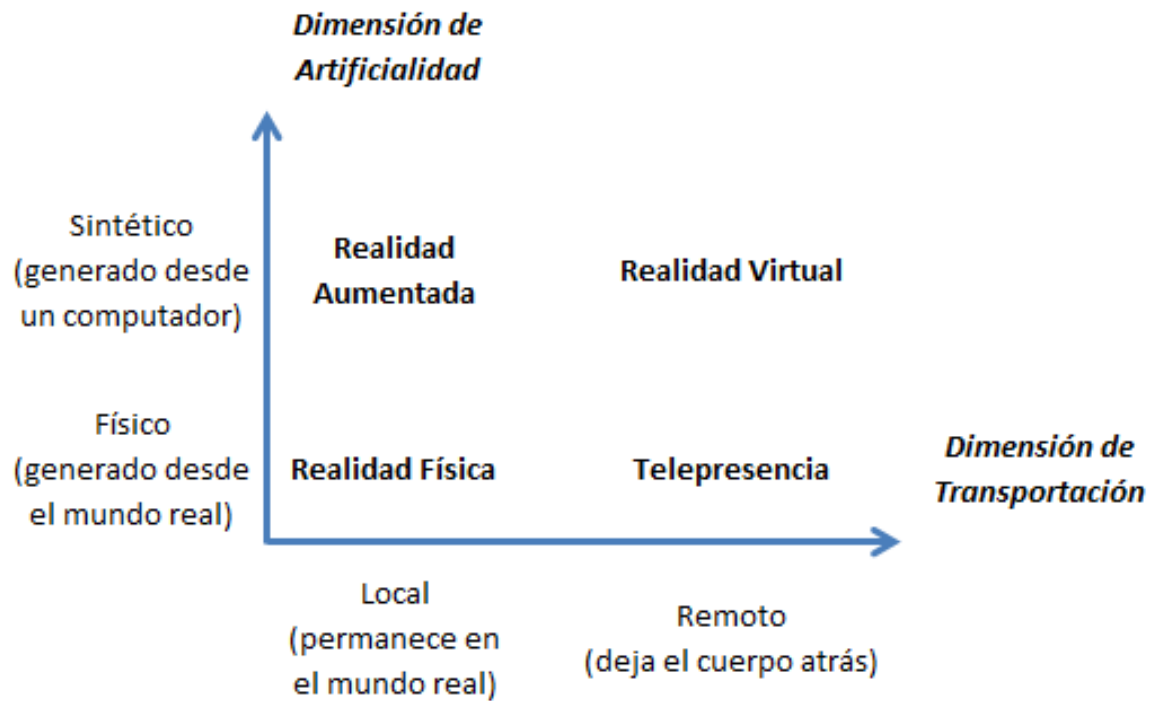 Dimensión de
Artificialidad
Sintético
(generado desde
un computador)
Realidad
Aumentada
Realidad Virtual
Físico
(generado desde
el mundo real)
Realidad Física
Telepresencia
Dimensión de
Transportación
Local
(permanece en
el mundo real)
Remoto
(deja el cuerpo atrás)